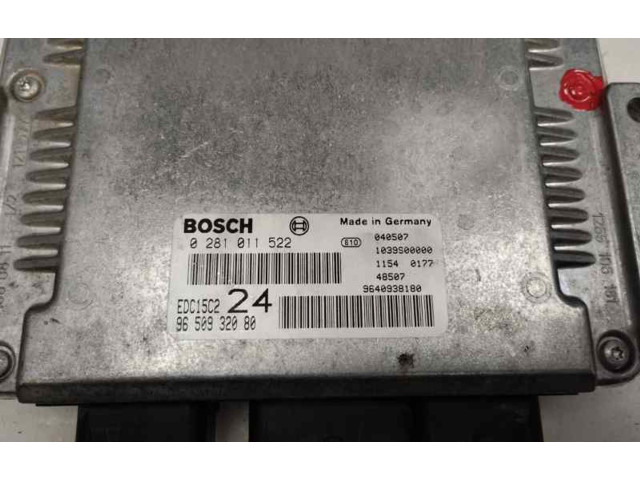 BOSCH
Made in Germany
0 281 011 522
e10
040507
1039S00000
1154 0177
48507
9640938180
EDC15C2 24
96 509 320 80